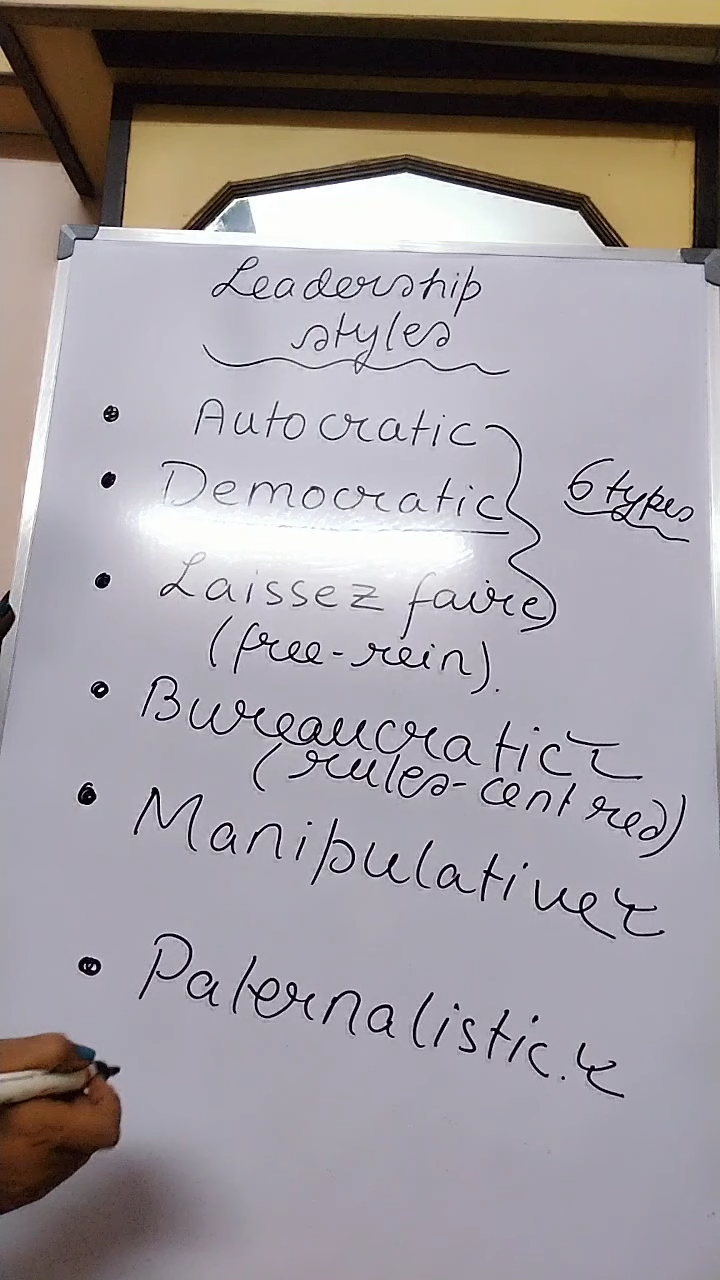 Leadership
styles
Autocratic
Democratic
6 types
Laissez faire
(free-rein).
Bureaucratic
(rules-centred)
Manipulative
Paternalistic.